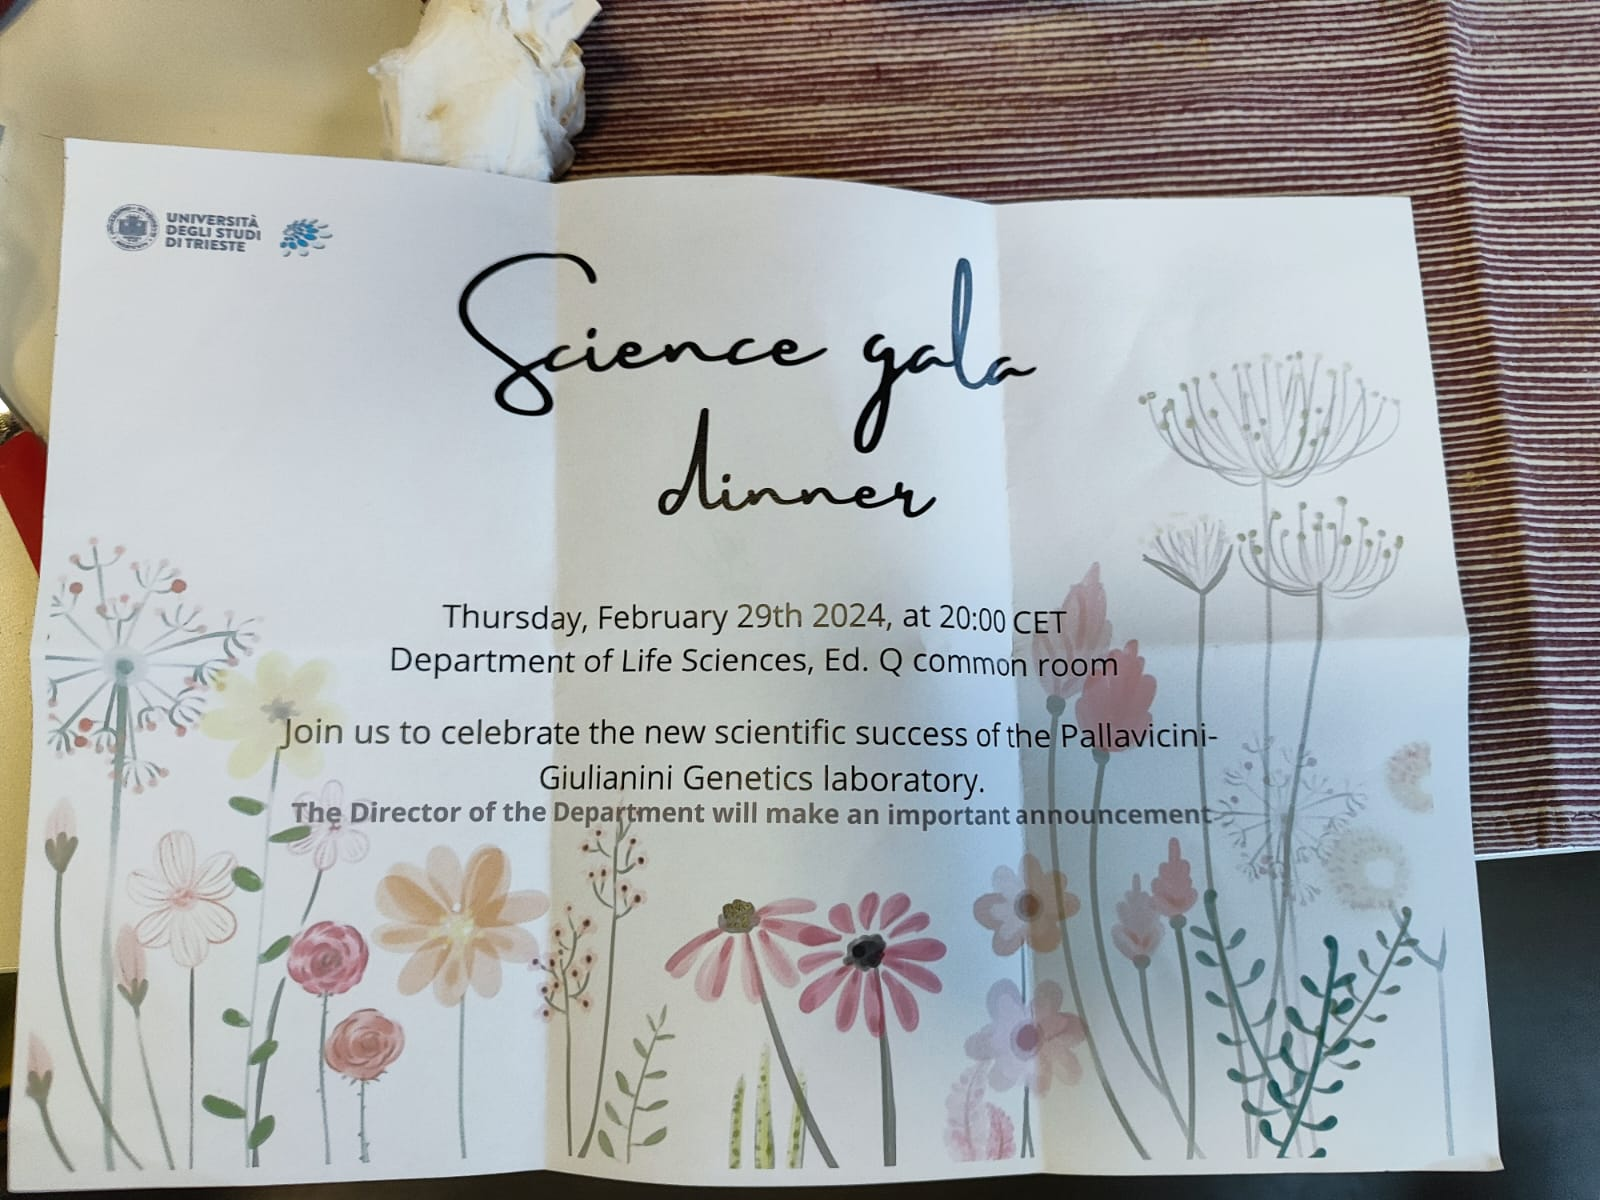 UNIVERSITÀ
DEGLI STUDI
DI TRIESTE
Science gala
dinner
Thursday, February 29th 2024, at 20:00 CET
Department of Life Sciences, Ed. Q common room
Join us to celebrate the new scientific success of the Pallavicini-
Giulianini Genetics laboratory.
The Director of the Department will make an important announcement